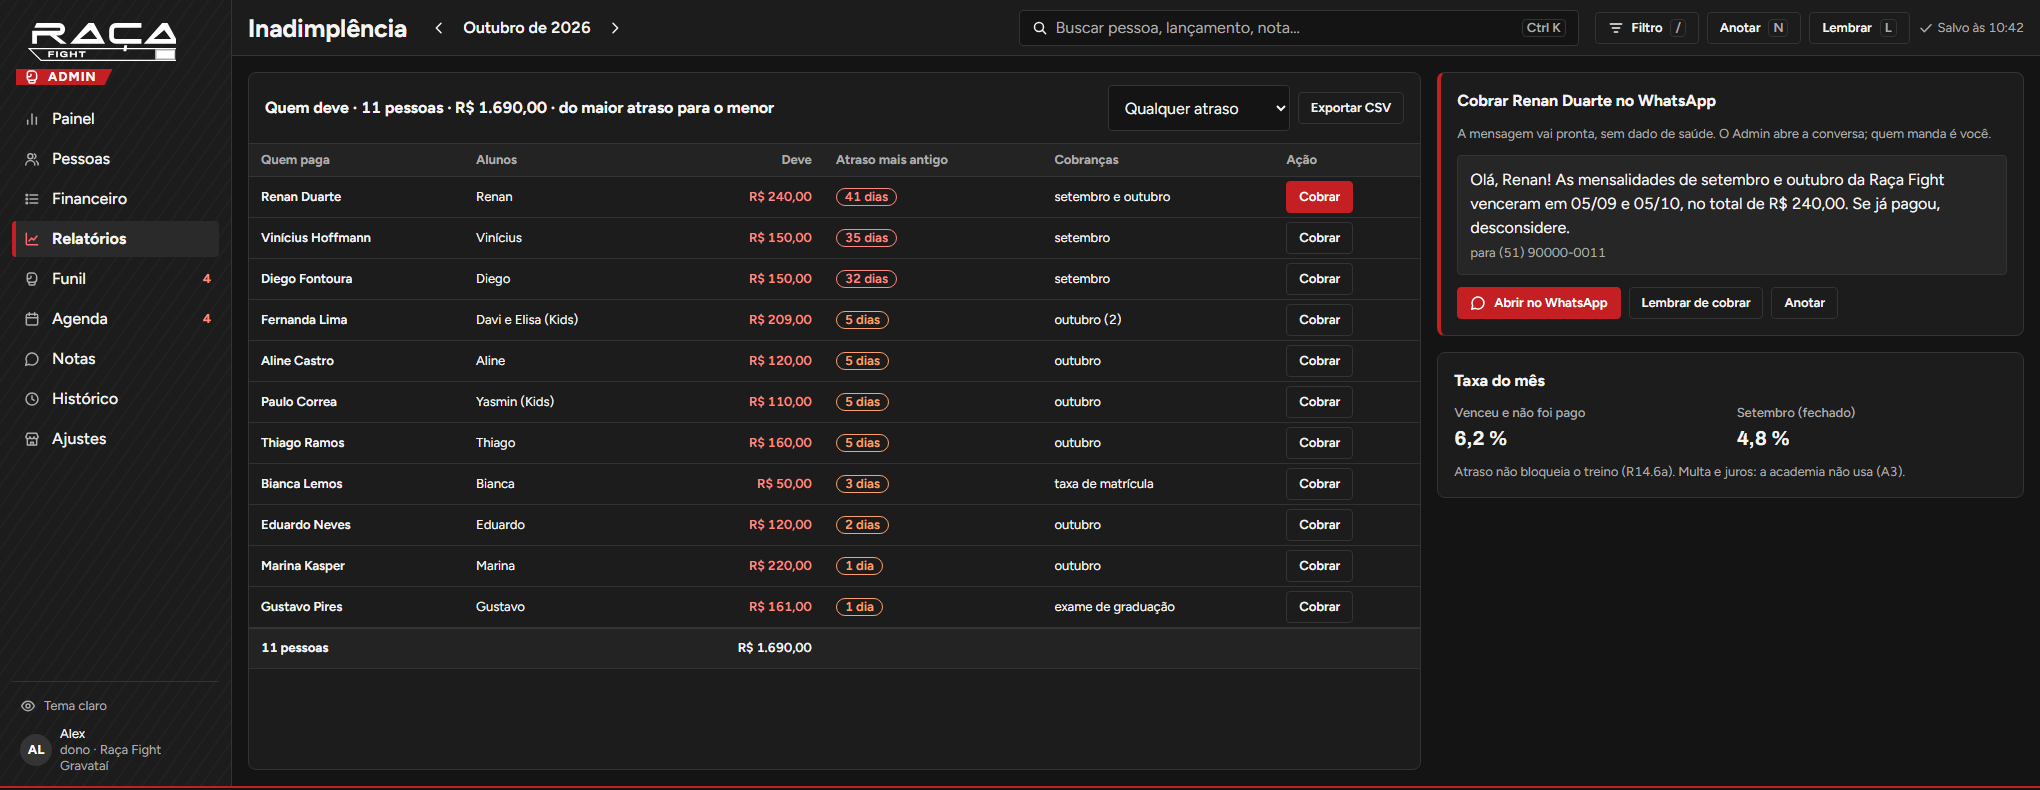 RAÇA
FIGHT
ADMIN
Painel
Pessoas
Financeiro
Relatórios
Funil 4
Agenda 4
Notas
Histórico
Ajustes
Tema claro
AL
Alex
dono · Raça Fight
Gravataí
Inadimplência
Outubro de 2026
Buscar pessoa, lançamento, nota... Ctrl K
Filtro /
Anotar N
Lembrar L
Salvo às 10:42
Quem deve · 11 pessoas · R$ 1.690,00 · do maior atraso para o menor
Qualquer atraso
Exportar CSV
Quem paga Alunos Deve Atraso mais antigo Cobranças Ação
Renan Duarte Renan R$ 240,00 41 dias setembro e outubro Cobrar
Vinícius Hoffmann Vinícius R$ 150,00 35 dias setembro Cobrar
Diego Fontoura Diego R$ 150,00 32 dias setembro Cobrar
Fernanda Lima Davi e Elisa (Kids) R$ 209,00 5 dias outubro (2) Cobrar
Aline Castro Aline R$ 120,00 5 dias outubro Cobrar
Paulo Correa Yasmin (Kids) R$ 110,00 5 dias outubro Cobrar
Thiago Ramos Thiago R$ 160,00 5 dias outubro Cobrar
Bianca Lemos Bianca R$ 50,00 3 dias taxa de matrícula Cobrar
Eduardo Neves Eduardo R$ 120,00 2 dias outubro Cobrar
Marina Kasper Marina R$ 220,00 1 dia outubro Cobrar
Gustavo Pires Gustavo R$ 161,00 1 dia exame de graduação Cobrar
11 pessoas R$ 1.690,00
Cobrar Renan Duarte no WhatsApp
A mensagem vai pronta, sem dado de saúde. O Admin abre a conversa; quem manda é você.
Olá, Renan! As mensalidades de setembro e outubro da Raça Fight
venceram em 05/09 e 05/10, no total de R$ 240,00. Se já pagou,
desconsidere.
para (51) 90000-0011
Abrir no WhatsApp
Lembrar de cobrar
Anotar
Taxa do mês
Venceu e não foi pago Setembro (fechado)
6,2 % 4,8 %
Atraso não bloqueia o treino (R14.6a). Multa e juros: a academia não usa (A3).